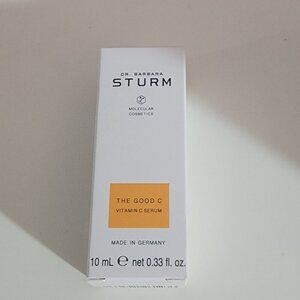 DR. BARBARA
STURM
MOLECULAR
COSMETICS
THE GOOD C
VITAMIN C SERUM
MADE IN GERMANY
10 mL ℮ net 0.33 fl. oz.